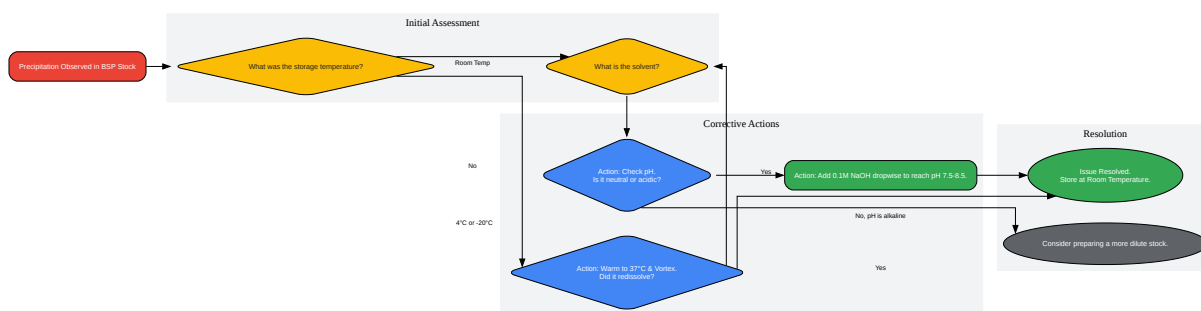 Initial Assessment
Precipitation Observed in BSP Stock
What was the storage temperature?
Room Temp
What is the solvent?
Corrective Actions
Resolution
No
Action: Check pH.
Is it neutral or acidic?
Yes
Action: Add 0.1M NaOH dropwise to reach pH 7.5-8.5.
Issue Resolved.
Store at Room Temperature.
4°C or -20°C
No, pH is alkaline
Consider preparing a more dilute stock.
Action: Warm to 37°C & Vortex.
Did it redissolve?
Yes